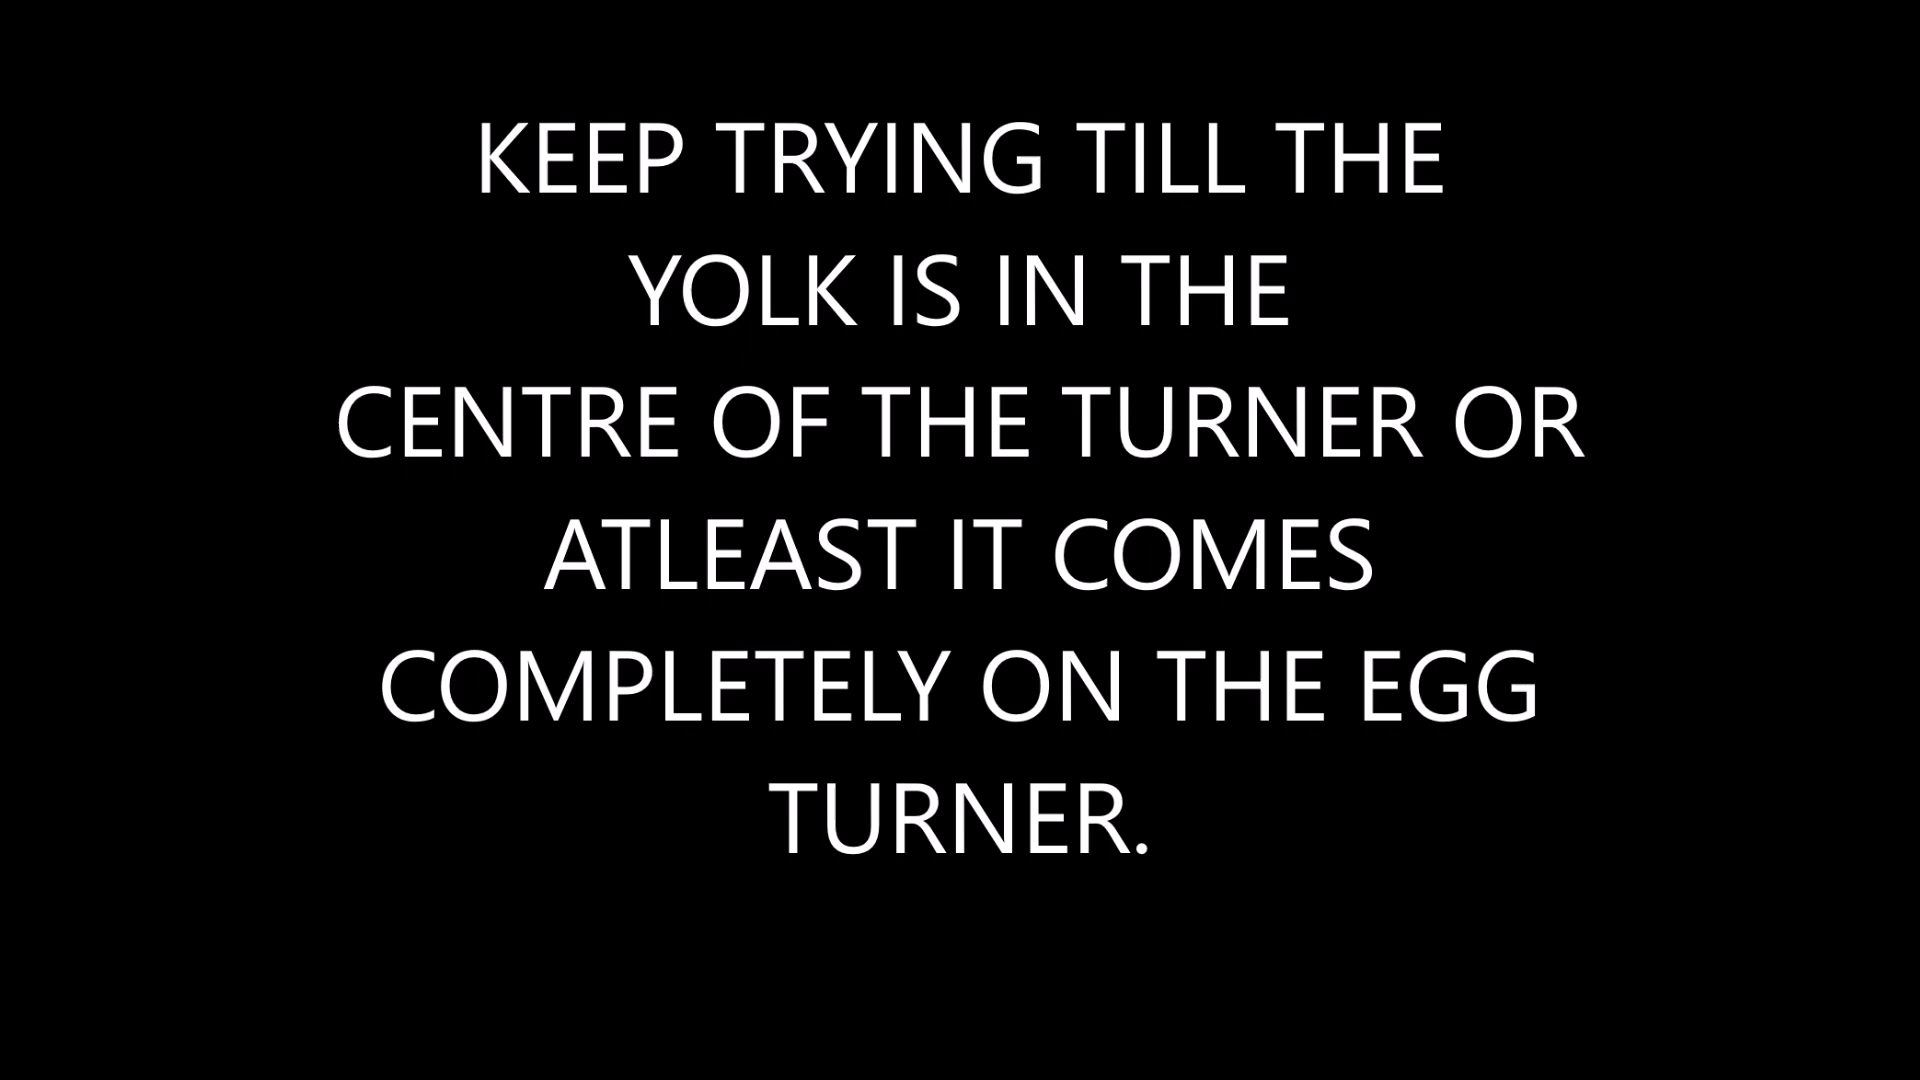 KEEP TRYING TILL THE
YOLK IS IN THE
CENTRE OF THE TURNER OR
ATLEAST IT COMES
COMPLETELY ON THE EGG
TURNER.